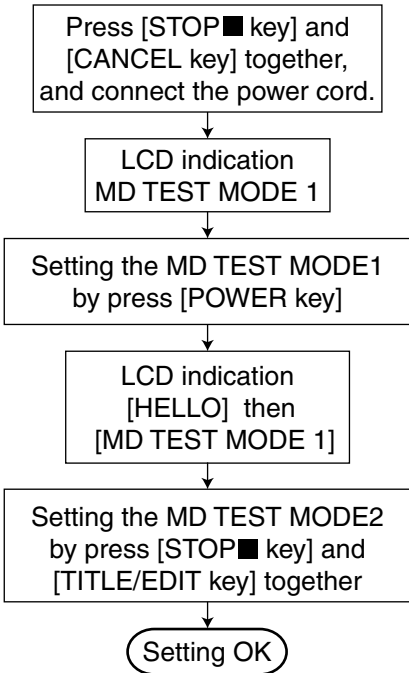 Press [STOP■ key] and
[CANCEL key] together,
and connect the power cord.
LCD indication
MD TEST MODE 1
Setting the MD TEST MODE1
by press [POWER key]
LCD indication
[HELLO] then
[MD TEST MODE 1]
Setting the MD TEST MODE2
by press [STOP■ key] and
[TITLE/EDIT key] together
Setting OK